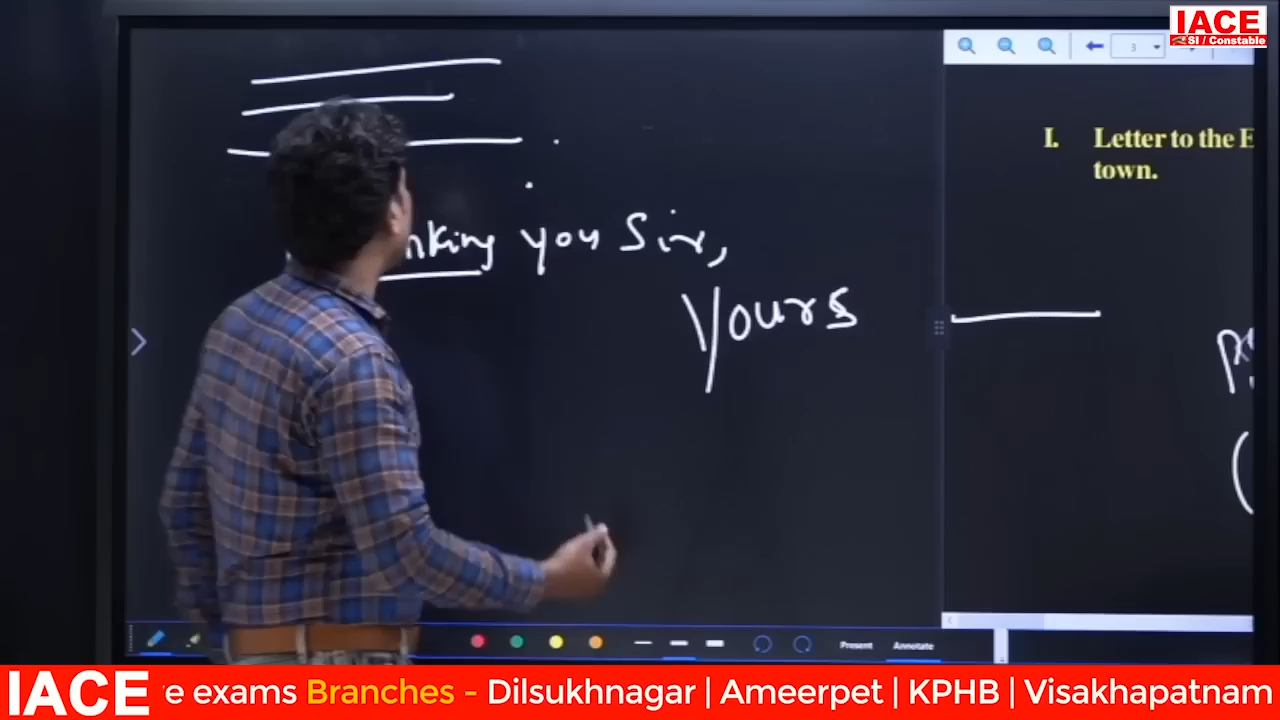 IACE
SI / Constable
3
I. Letter to the E
town.
nking you Sir,
Yours
Present
Annotate
IACE
e exams Branches - Dilsukhnagar | Ameerpet | KPHB | Visakhapatnam